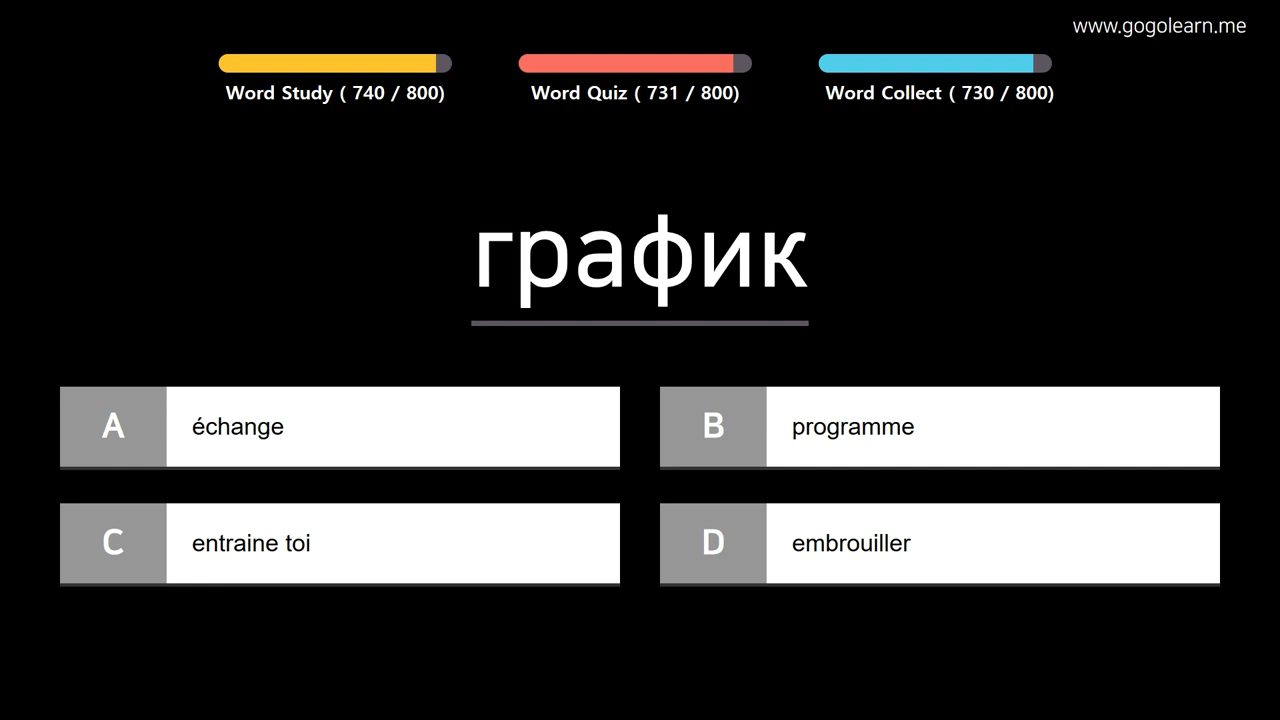 www.gogolearn.me
Word Study ( 740 / 800)
Word Quiz ( 731 / 800)
Word Collect ( 730 / 800)
график
A échange
B programme
C entraine toi
D embrouiller